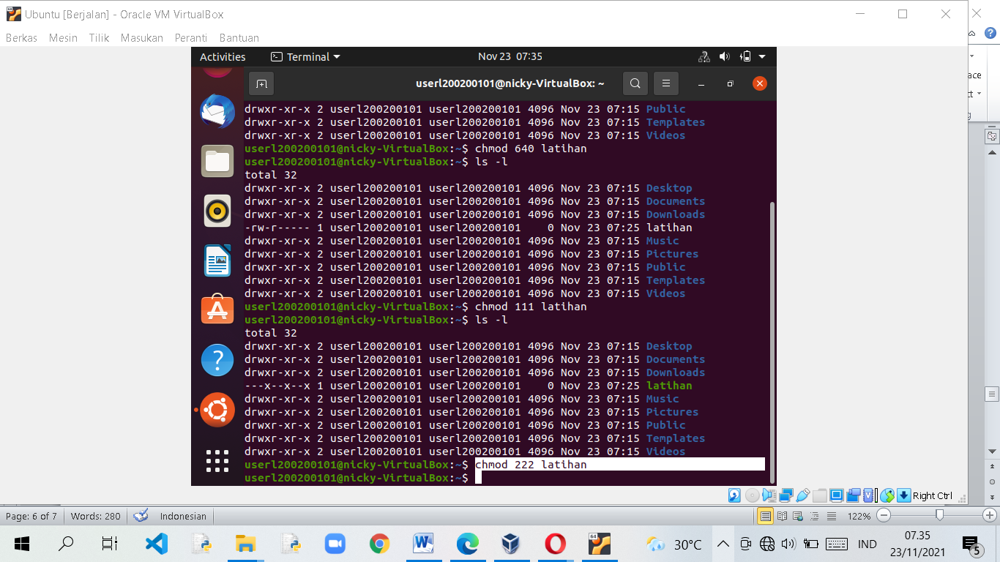 Ubuntu [Berjalan] - Oracle VM VirtualBox
Berkas Mesin Tilik Masukan Peranti Bantuan
Activities Terminal Nov 23 07:35
userl200200101@nicky-VirtualBox: ~
drwxr-xr-x 2 userl200200101 userl200200101 4096 Nov 23 07:15 Public
drwxr-xr-x 2 userl200200101 userl200200101 4096 Nov 23 07:15 Templates
drwxr-xr-x 2 userl200200101 userl200200101 4096 Nov 23 07:15 Videos
userl200200101@nicky-VirtualBox:~$ chmod 640 latihan
userl200200101@nicky-VirtualBox:~$ ls -l
total 32
drwxr-xr-x 2 userl200200101 userl200200101 4096 Nov 23 07:15 Desktop
drwxr-xr-x 2 userl200200101 userl200200101 4096 Nov 23 07:15 Documents
drwxr-xr-x 2 userl200200101 userl200200101 4096 Nov 23 07:15 Downloads
-rw-r----- 1 userl200200101 userl200200101    0 Nov 23 07:25 latihan
drwxr-xr-x 2 userl200200101 userl200200101 4096 Nov 23 07:15 Music
drwxr-xr-x 2 userl200200101 userl200200101 4096 Nov 23 07:15 Pictures
drwxr-xr-x 2 userl200200101 userl200200101 4096 Nov 23 07:15 Public
drwxr-xr-x 2 userl200200101 userl200200101 4096 Nov 23 07:15 Templates
drwxr-xr-x 2 userl200200101 userl200200101 4096 Nov 23 07:15 Videos
userl200200101@nicky-VirtualBox:~$ chmod 111 latihan
userl200200101@nicky-VirtualBox:~$ ls -l
total 32
drwxr-xr-x 2 userl200200101 userl200200101 4096 Nov 23 07:15 Desktop
drwxr-xr-x 2 userl200200101 userl200200101 4096 Nov 23 07:15 Documents
drwxr-xr-x 2 userl200200101 userl200200101 4096 Nov 23 07:15 Downloads
---x--x--x 1 userl200200101 userl200200101    0 Nov 23 07:25 latihan
drwxr-xr-x 2 userl200200101 userl200200101 4096 Nov 23 07:15 Music
drwxr-xr-x 2 userl200200101 userl200200101 4096 Nov 23 07:15 Pictures
drwxr-xr-x 2 userl200200101 userl200200101 4096 Nov 23 07:15 Public
drwxr-xr-x 2 userl200200101 userl200200101 4096 Nov 23 07:15 Templates
drwxr-xr-x 2 userl200200101 userl200200101 4096 Nov 23 07:15 Videos
userl200200101@nicky-VirtualBox:~$ chmod 222 latihan
userl200200101@nicky-VirtualBox:~$
Right Ctrl
Page: 6 of 7 Words: 280 Indonesian 122%
30°C IND 07.35
23/11/2021 5